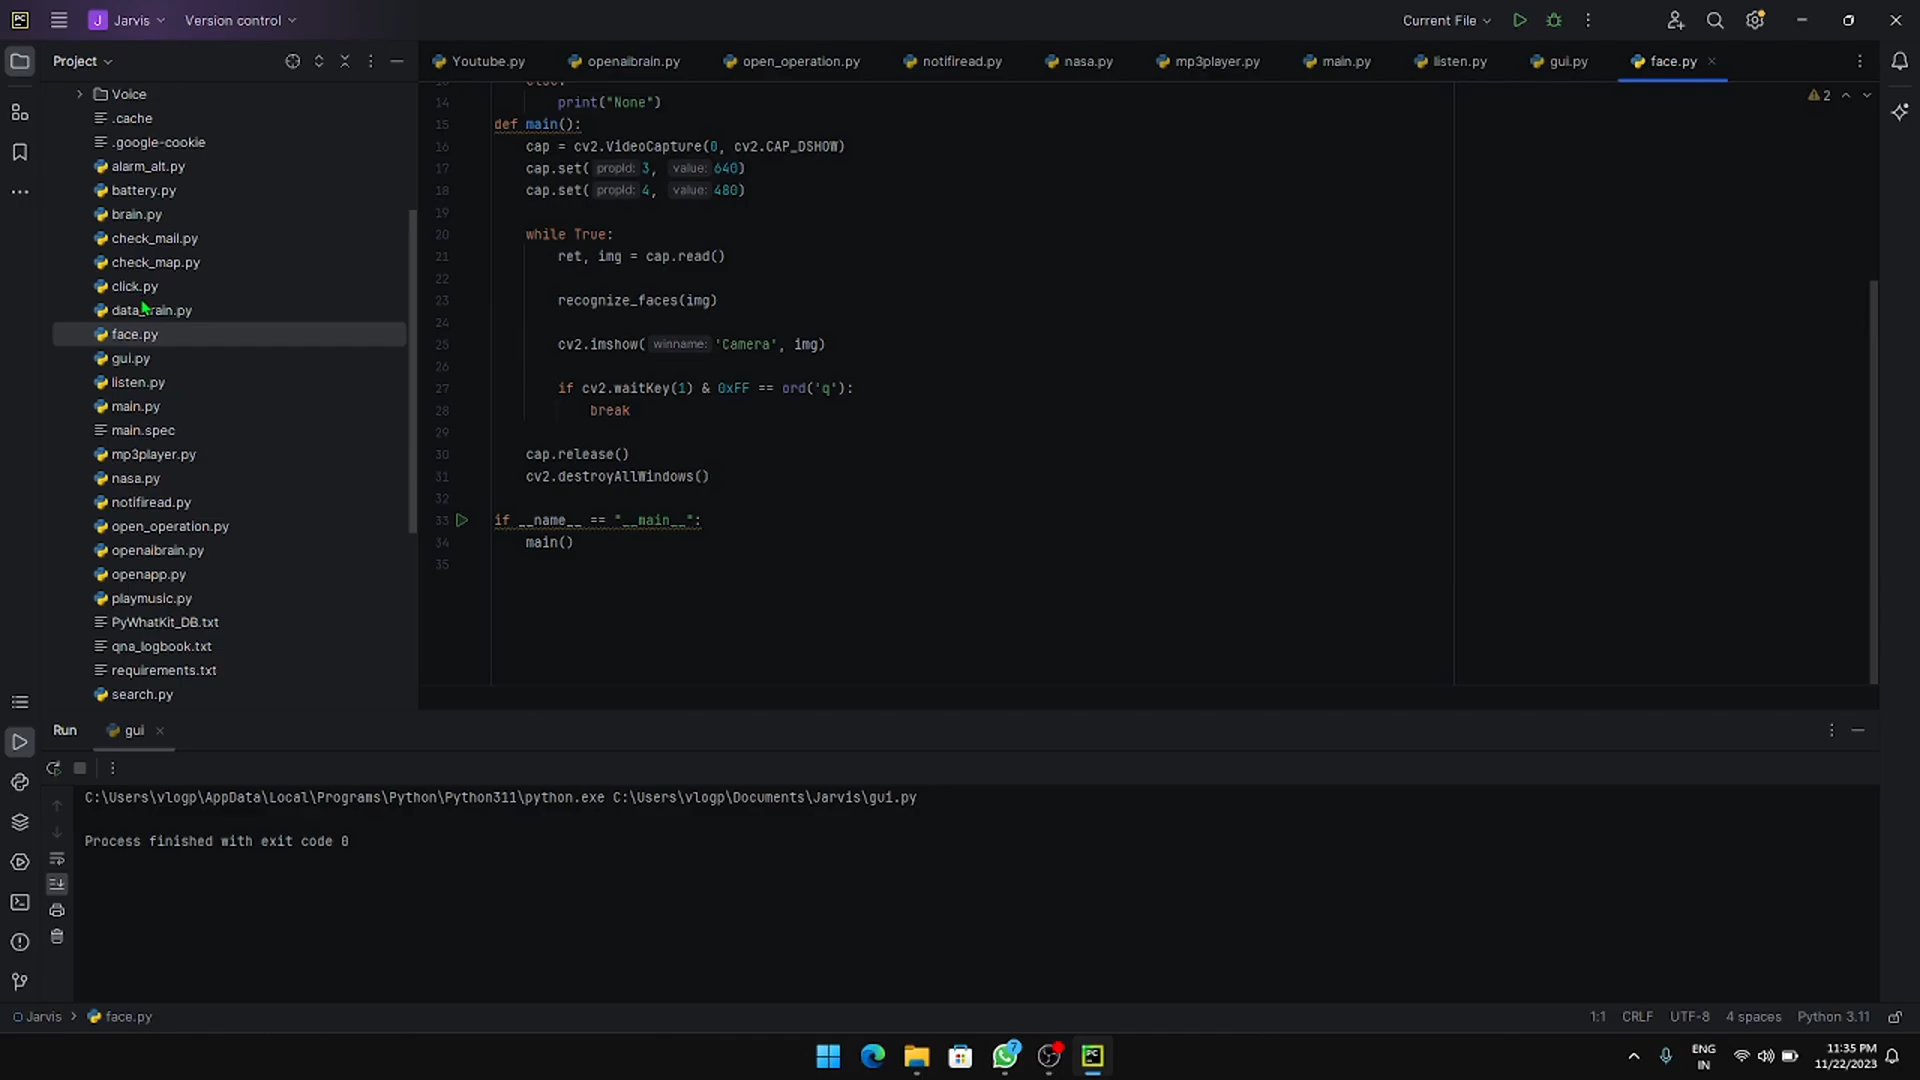 J Jarvis Version control Current File
Project
Youtube.py openaibrain.py open_operation.py notifiread.py nasa.py mp3player.py main.py listen.py gui.py face.py
Voice
.cache
.google-cookie
alarm_alt.py
battery.py
brain.py
check_mail.py
check_map.py
click.py
data_train.py
face.py
gui.py
listen.py
main.py
main.spec
mp3player.py
nasa.py
notifiread.py
open_operation.py
openaibrain.py
openapp.py
playmusic.py
PyWhatKit_DB.txt
qna_logbook.txt
requirements.txt
search.py
2
14 print("None")
15 def main():
16 cap = cv2.VideoCapture(0, cv2.CAP_DSHOW)
17 cap.set( propId: 3, value: 640)
18 cap.set( propId: 4, value: 480)
19
20 while True:
21 ret, img = cap.read()
22
23 recognize_faces(img)
24
25 cv2.imshow( winname: 'Camera', img)
26
27 if cv2.waitKey(1) & 0xFF == ord('q'):
28 break
29
30 cap.release()
31 cv2.destroyAllWindows()
32
33 if __name__ == "__main__":
34 main()
35
Run gui
C:\Users\vlogp\AppData\Local\Programs\Python\Python311\python.exe C:\Users\vlogp\Documents\Jarvis\gui.py
Process finished with exit code 0
Jarvis > face.py 1:1 CRLF UTF-8 4 spaces Python 3.11
7
PC
ENG
IN
11:35 PM
11/22/2023